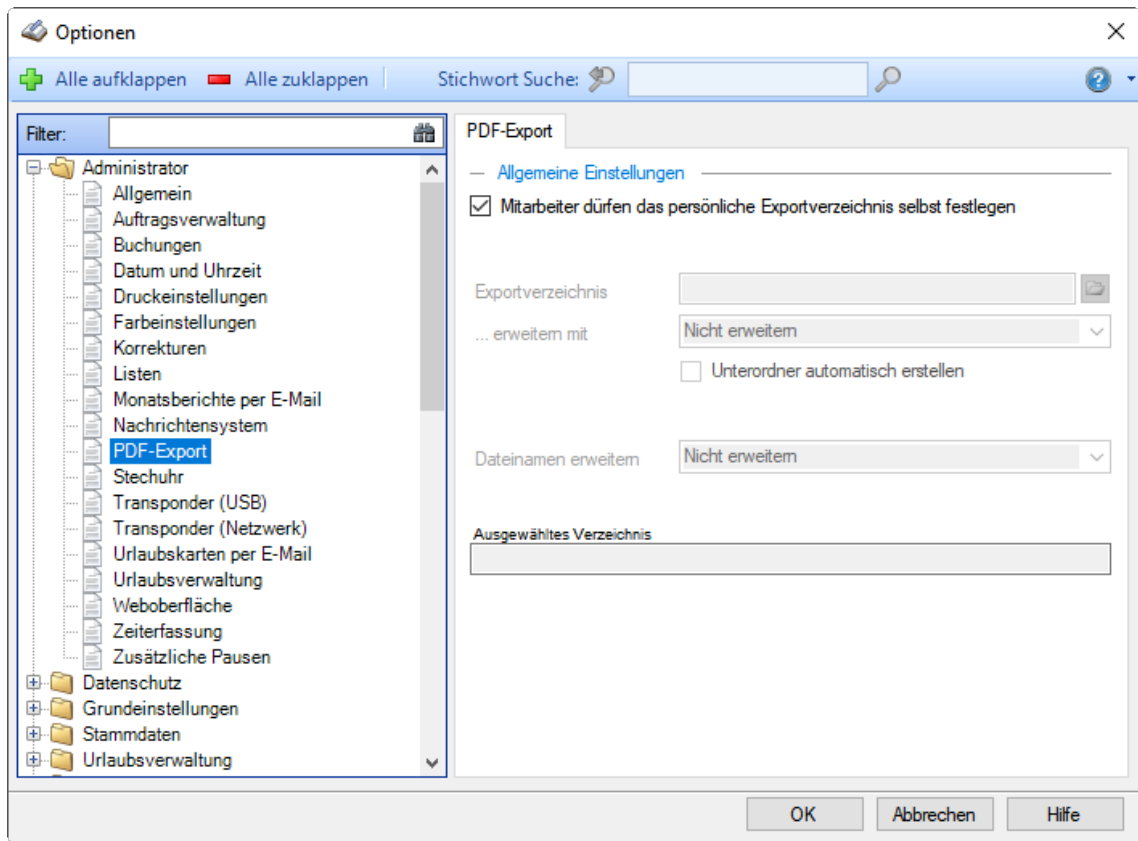 Optionen
Alle aufklappen Alle zuklappen Stichwort Suche:
Filter:
Administrator
Allgemein
Auftragsverwaltung
Buchungen
Datum und Uhrzeit
Druckeinstellungen
Farbeinstellungen
Korrekturen
Listen
Monatsberichte per E-Mail
Nachrichtensystem
PDF-Export
Stechuhr
Transponder (USB)
Transponder (Netzwerk)
Urlaubskarten per E-Mail
Urlaubsverwaltung
Weboberfläche
Zeiterfassung
Zusätzliche Pausen
Datenschutz
Grundeinstellungen
Stammdaten
Urlaubsverwaltung
PDF-Export
Allgemeine Einstellungen
Mitarbeiter dürfen das persönliche Exportverzeichnis selbst festlegen
Exportverzeichnis
... erweitern mit Nicht erweitern
Unterordner automatisch erstellen
Dateinamen erweitern Nicht erweitern
Ausgewähltes Verzeichnis
OK Abbrechen Hilfe